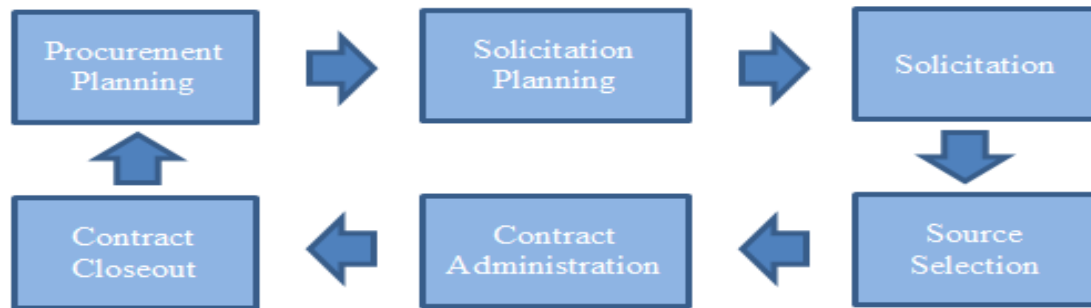 Procurement
Planning
Solicitation
Planning
Solicitation
Contract
Closeout
Contract
Administration
Source
Selection